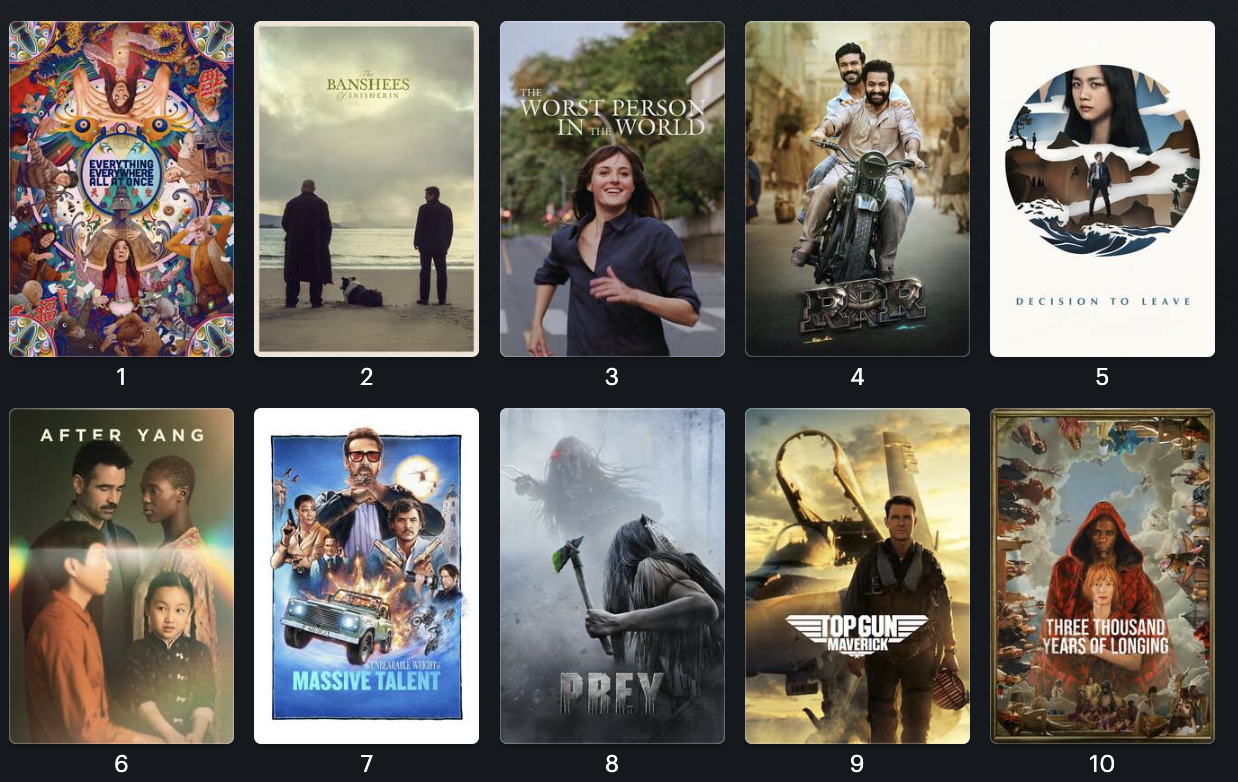 EVERYTHING
EVERYWHERE
ALL AT ONCE
The
BANSHEES
Of INISHERIN
THE
WORST PERSON
IN THE WORLD
RRR
DECISION TO LEAVE
1
2
3
4
5
AFTER YANG
THE UNBEARABLE WEIGHT OF
MASSIVE TALENT
PREY
TOP GUN
MAVERICK
THREE THOUSAND
YEARS OF LONGING
6
7
8
9
10